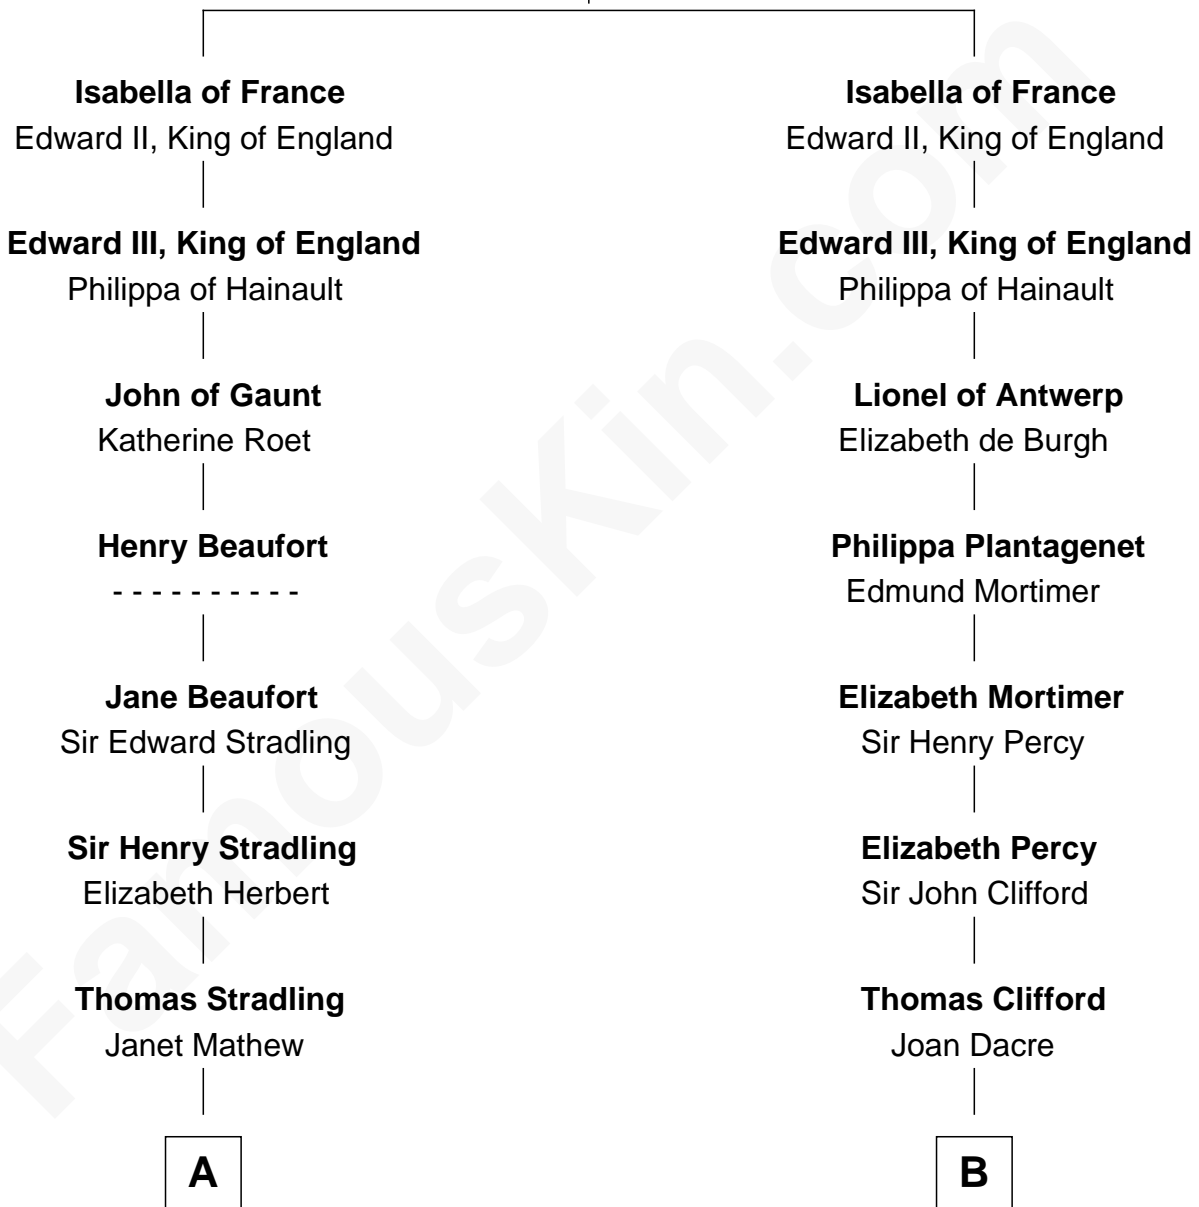 Isabella of France
Edward II, King of England
Edward III, King of England
Philippa of Hainault
John of Gaunt
Katherine Roet
Henry Beaufort
- - - - - - - - - -
Jane Beaufort
Sir Edward Stradling
Sir Henry Stradling
Elizabeth Herbert
Thomas Stradling
Janet Mathew
A
Isabella of France
Edward II, King of England
Edward III, King of England
Philippa of Hainault
Lionel of Antwerp
Elizabeth de Burgh
Philippa Plantagenet
Edmund Mortimer
Elizabeth Mortimer
Sir Henry Percy
Elizabeth Percy
Sir John Clifford
Thomas Clifford
Joan Dacre
B
FamousKin.com